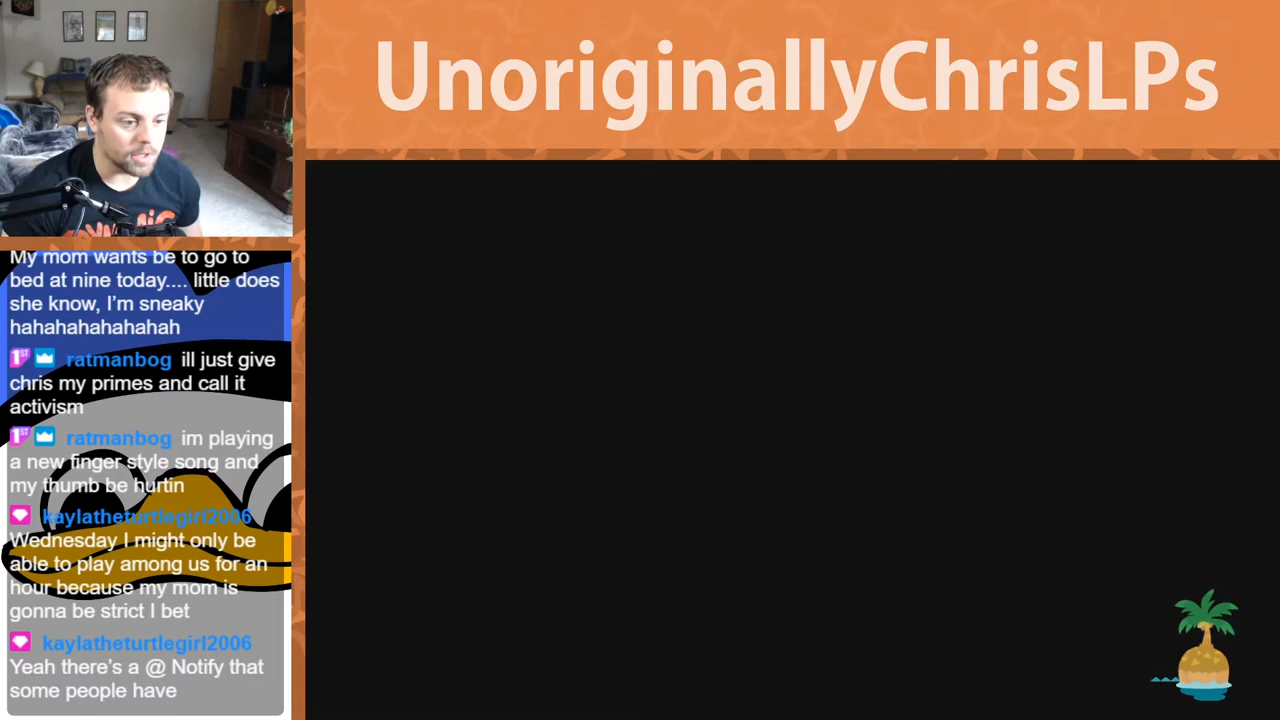 UnoriginallyChrisLPs
My mom wants be to go to
bed at nine today.... little does
she know, I'm sneaky
hahahahahahahah
1ST ratmanbog ill just give
chris my primes and call it
activism
1ST ratmanbog im playing
a new finger style song and
my thumb be hurtin
kaylatheturtlegirl2006
Wednesday I might only be
able to play among us for an
hour because my mom is
gonna be strict I bet
kaylatheturtlegirl2006
Yeah there's a @ Notify that
some people have